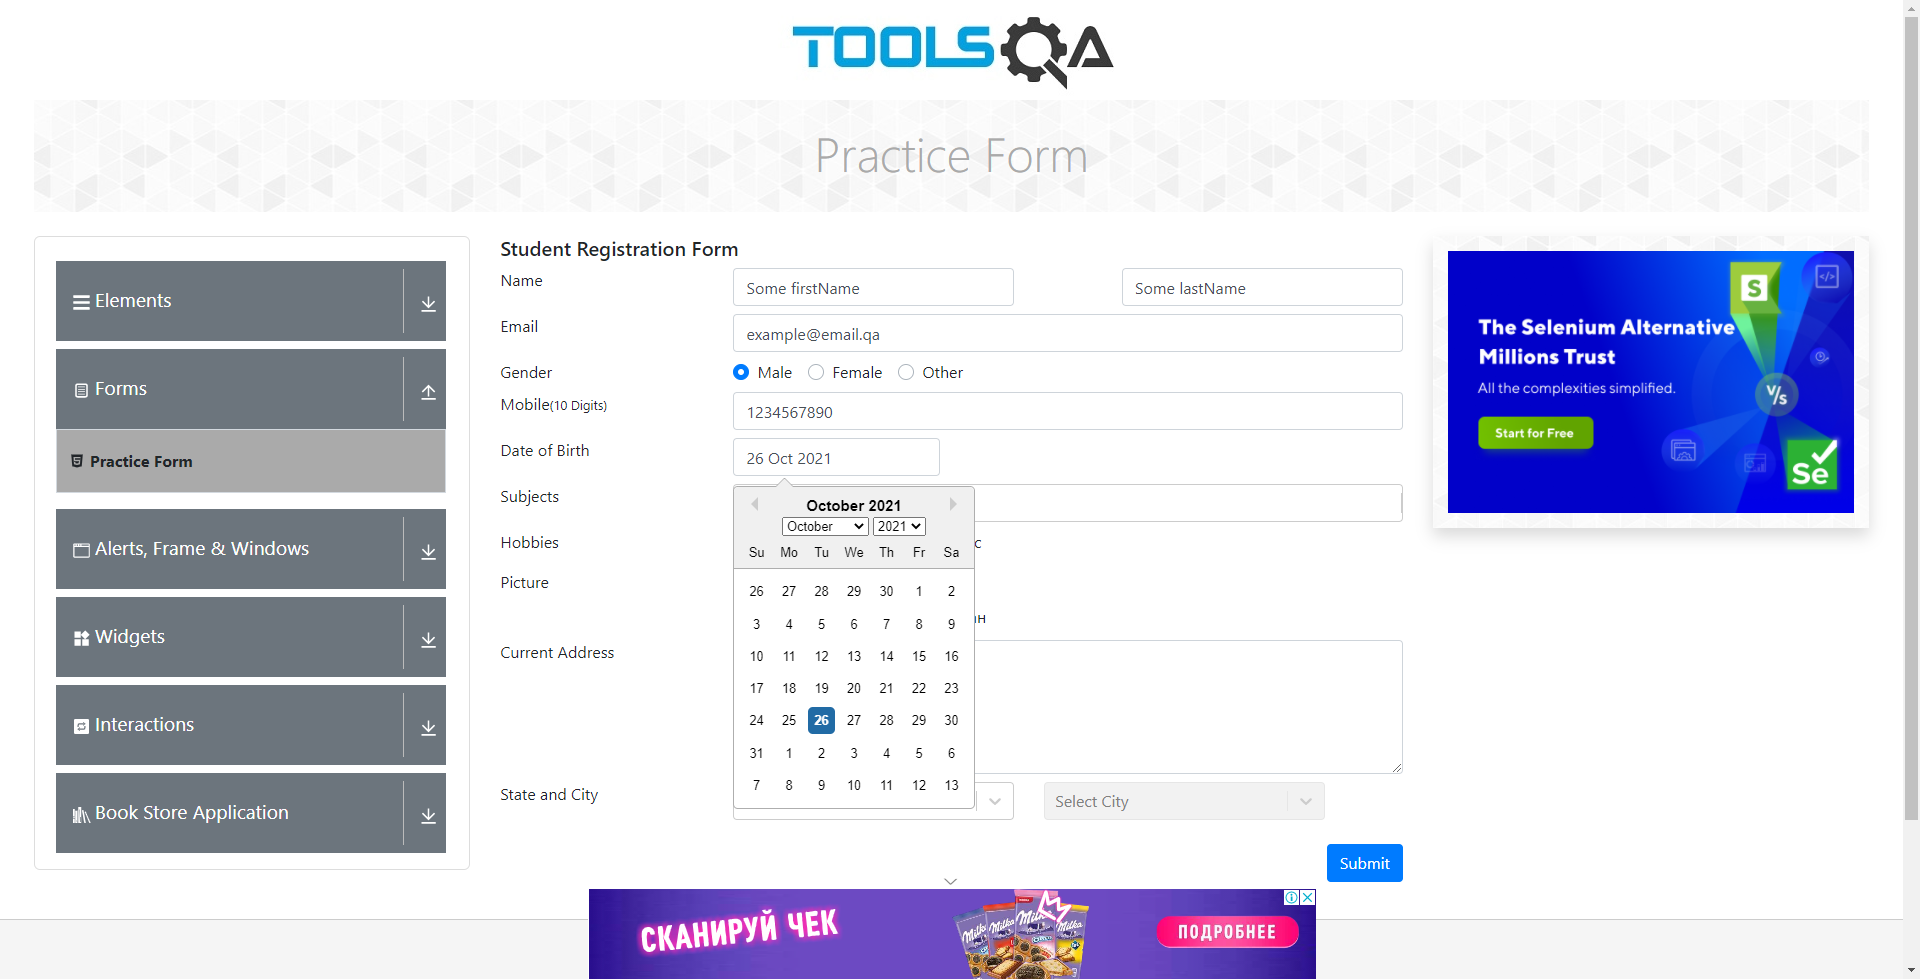 TOOLSQA
Practice Form
Elements
Forms
Practice Form
Alerts, Frame & Windows
Widgets
Interactions
Book Store Application
Student Registration Form
Name
Some firstName
Some lastName
Email
example@email.qa
Gender
Male
Female
Other
Mobile(10 Digits)
1234567890
Date of Birth
26 Oct 2021
Subjects
October 2021
October 2021
Su Mo Tu We Th Fr Sa
26 27 28 29 30 1 2
3 4 5 6 7 8 9
10 11 12 13 14 15 16
17 18 19 20 21 22 23
24 25 26 27 28 29 30
31 1 2 3 4 5 6
7 8 9 10 11 12 13
Hobbies
c
Picture
н
Current Address
State and City
Select City
Submit
The Selenium Alternative
Millions Trust
All the complexities simplified.
Start for Free
S
V/s
Se
СКАНИРУЙ ЧЕК
Milka
Milka
Milka
Milka
ПОДРОБНЕЕ